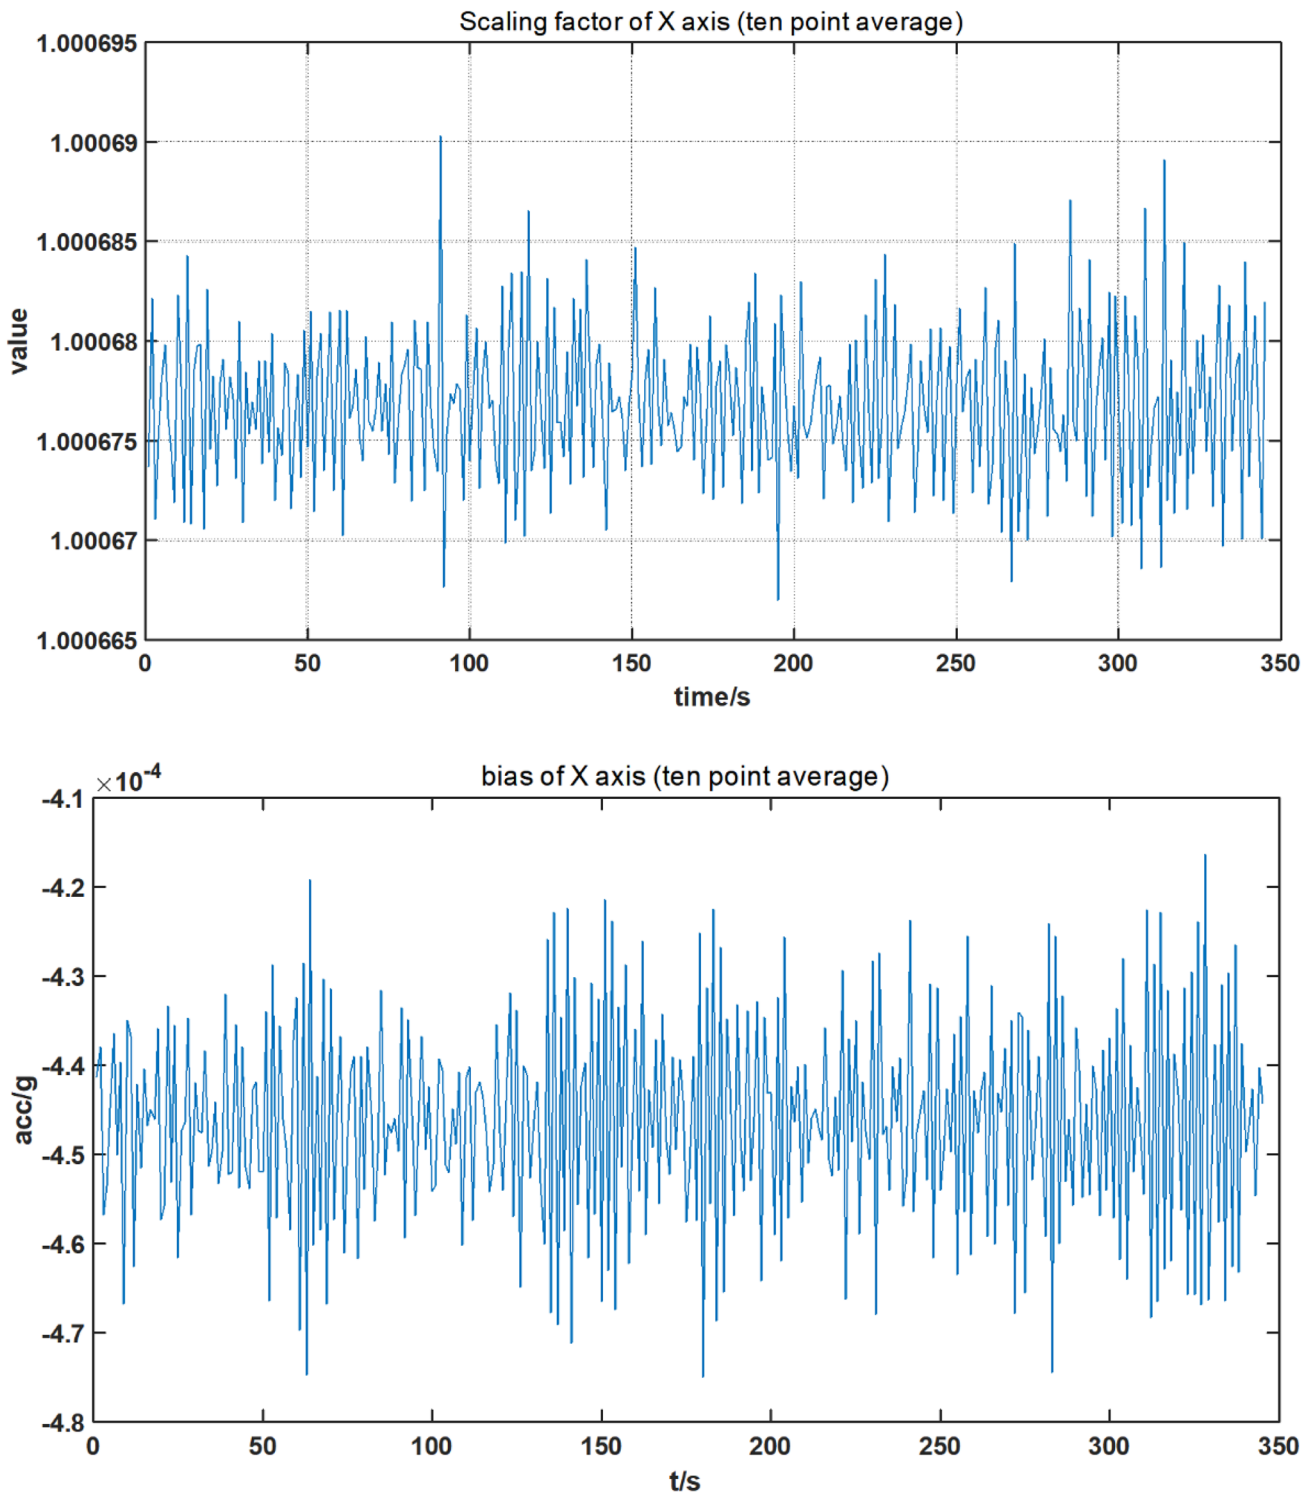 Scaling factor of X axis (ten point average)
1.000695
1.00069
1.000685
1.00068
1.000675
1.00067
1.000665
value
0 50 100 150 200 250 300 350
time/s
×10-4
bias of X axis (ten point average)
-4.1
-4.2
-4.3
-4.4
-4.5
-4.6
-4.7
-4.8
acc/g
0 50 100 150 200 250 300 350
t/s